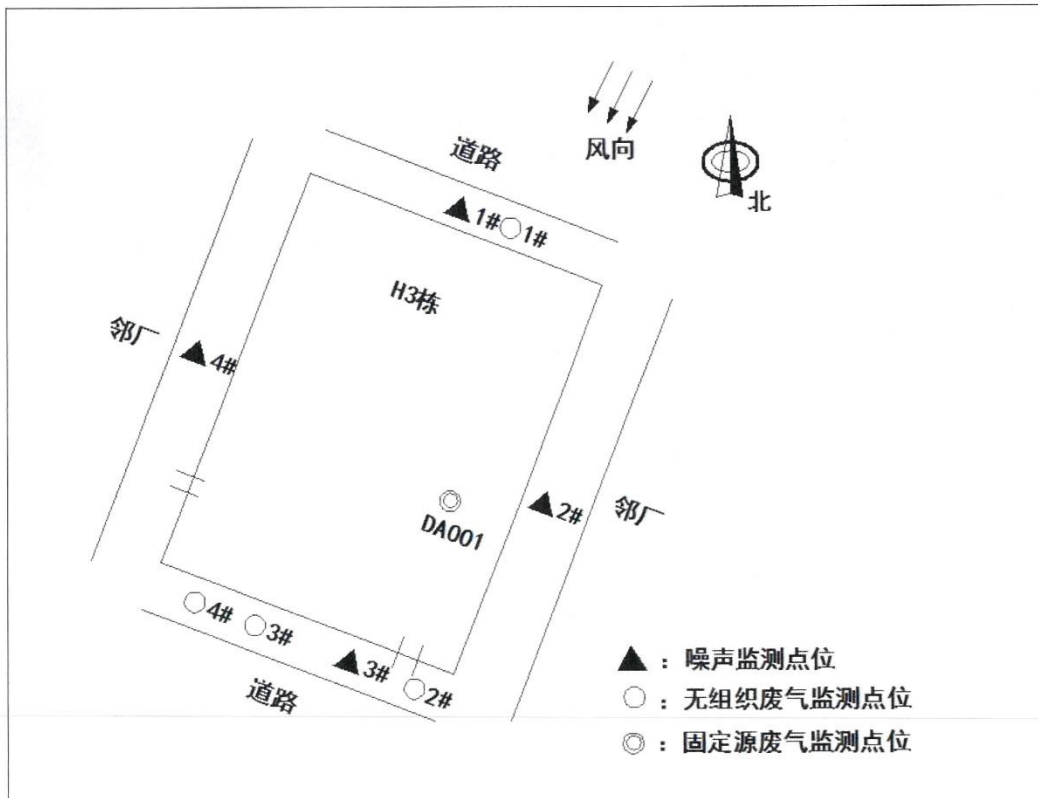 风向
道路
北
1#
1#
H3栋
邻厂
4#
2#
邻厂
DA001
4#
3#
3#
2#
道路
：噪声监测点位
：无组织废气监测点位
：固定源废气监测点位